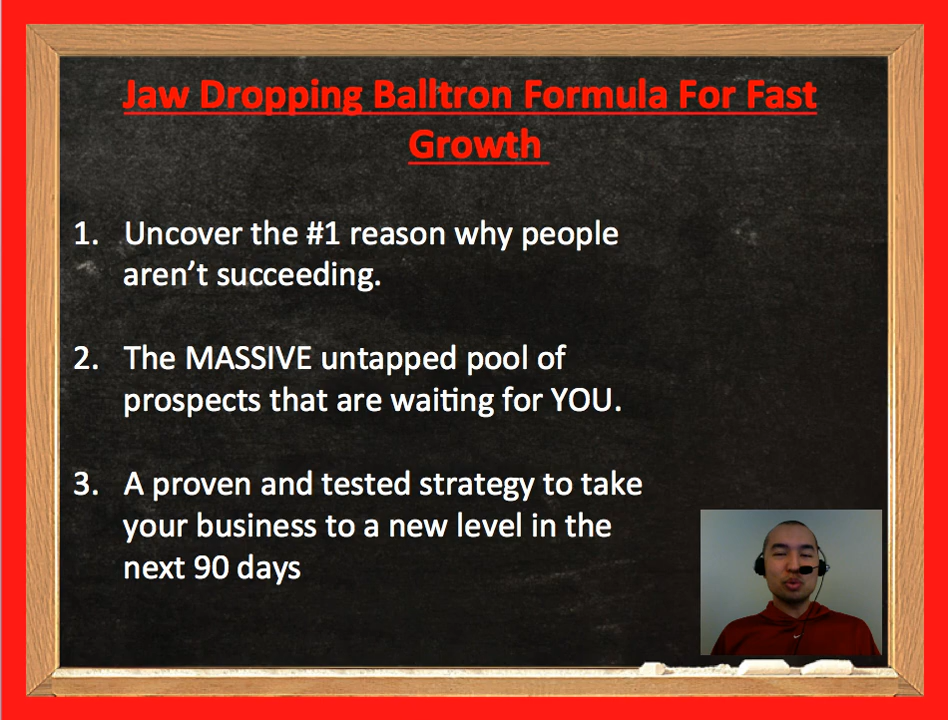 Jaw Dropping Balltron Formula For Fast
Growth
1. Uncover the #1 reason why people
aren’t succeeding.
2. The MASSIVE untapped pool of
prospects that are waiting for YOU.
3. A proven and tested strategy to take
your business to a new level in the
next 90 days